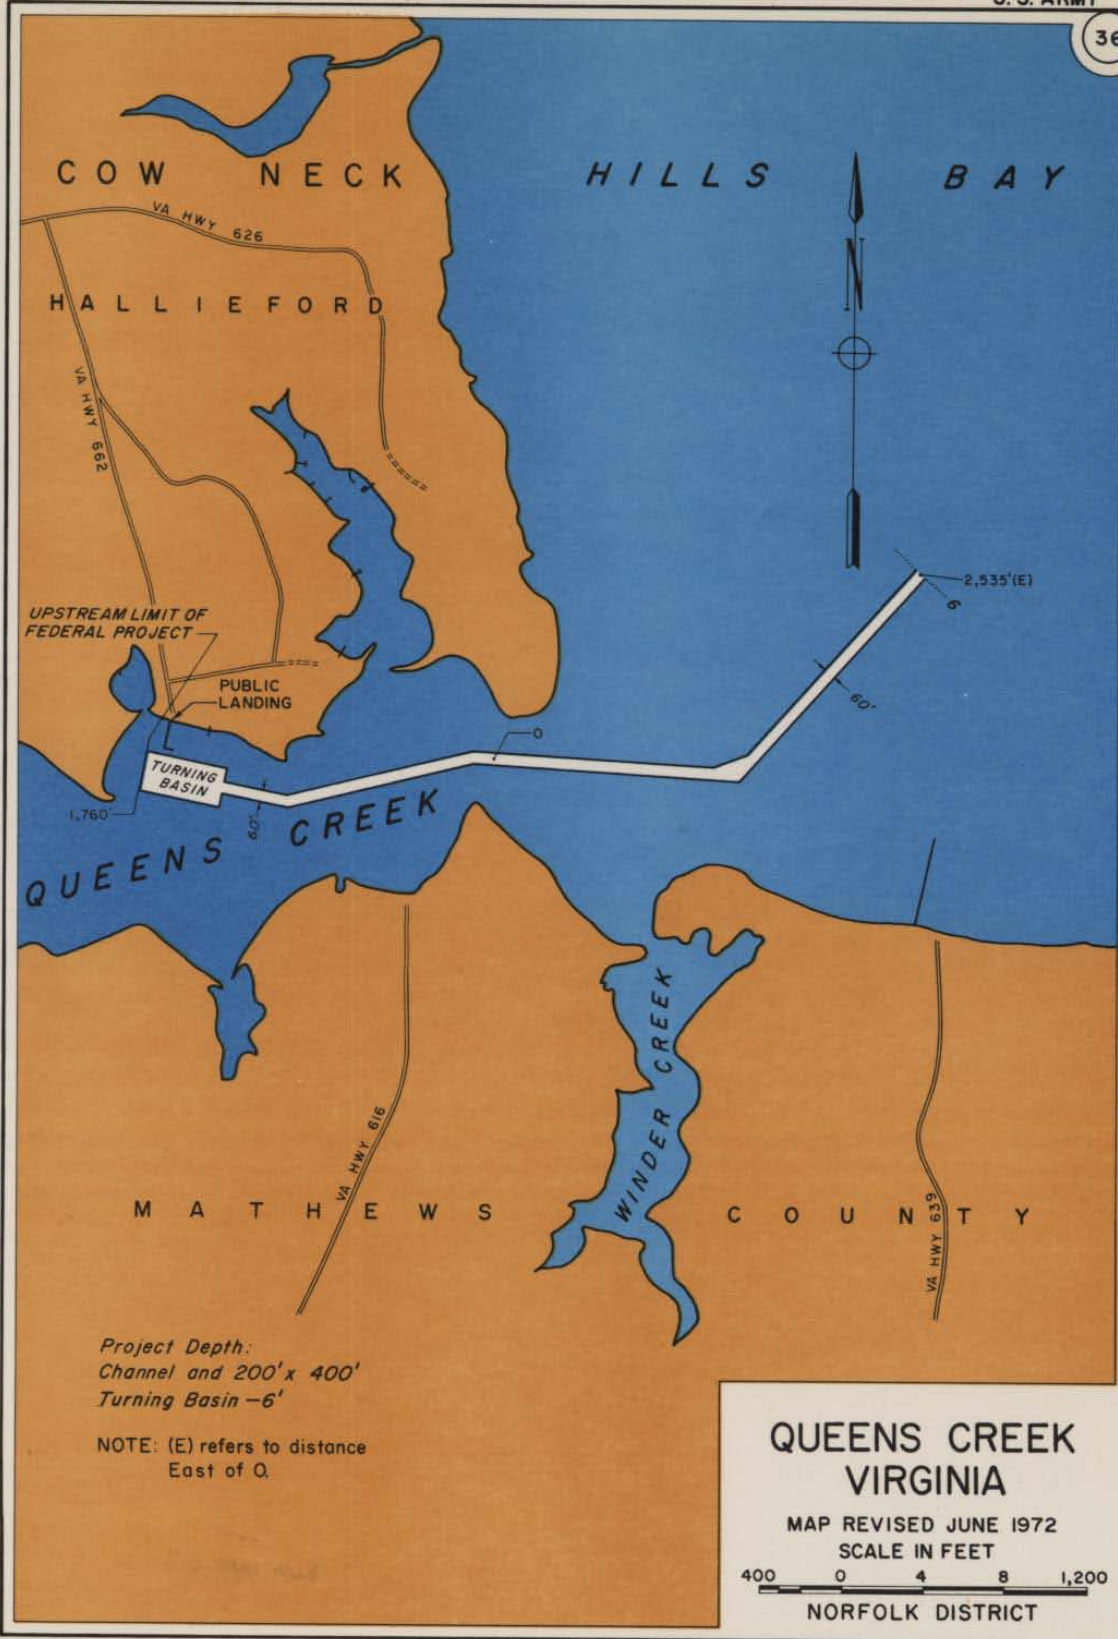 U. S. ARMY
36
COW NECK
HILLS BAY
N
VA HWY 626
HALLIEFORD
VA HWY 662
2,535'(E)
6
UPSTREAM LIMIT OF
FEDERAL PROJECT
PUBLIC
LANDING
60'
0
TURNING
BASIN
1,760'
60'
QUEENS CREEK
WINDER CREEK
VA HWY 616
MATHEWS COUNTY
VA HWY 639
Project Depth:
Channel and 200' x 400'
Turning Basin - 6'
NOTE: (E) refers to distance
East of 0.
QUEENS CREEK
VIRGINIA
MAP REVISED JUNE 1972
SCALE IN FEET
400 0 4 8 1,200
NORFOLK DISTRICT